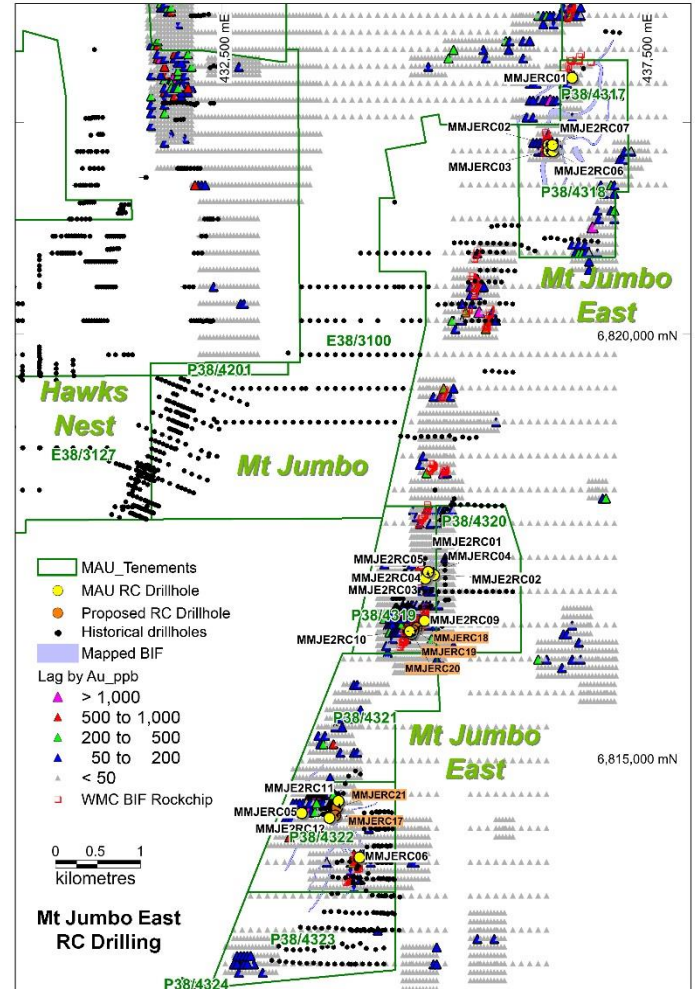 432,500 mE
437,500 mE
MMJERC01
P38/4317
MMJERC02
MMJE2RC07
MMJERC03
MMJE2RC06
P38/4318
Mt Jumbo
East
6,820,000 mN
E38/3100
P38/4201
Hawks
Nest
E38/3127
Mt Jumbo
P38/4320
MMJE2RC01
MMJE2RC05
MMJERC04
MMJE2RC04
MMJE2RC02
MMJE2RC03
P38/4319
MMJE2RC09
MMJE2RC10
MMJERC18
MMJERC19
MMJERC20
P38/4321
Mt Jumbo
East
6,815,000 mN
MMJE2RC11
MMJERC21
MMJERC05
MMJERC17
MMJE2RC12
P38/4322
MMJERC06
P38/4323
P38/4324
MAU_Tenements
MAU RC Drillhole
Proposed RC Drillhole
Historical drillholes
Mapped BIF
Lag by Au_ppb
> 1,000
500 to 1,000
200 to 500
50 to 200
< 50
WMC BIF Rockchip
0 .5 1
kilometres
Mt Jumbo East
RC Drilling